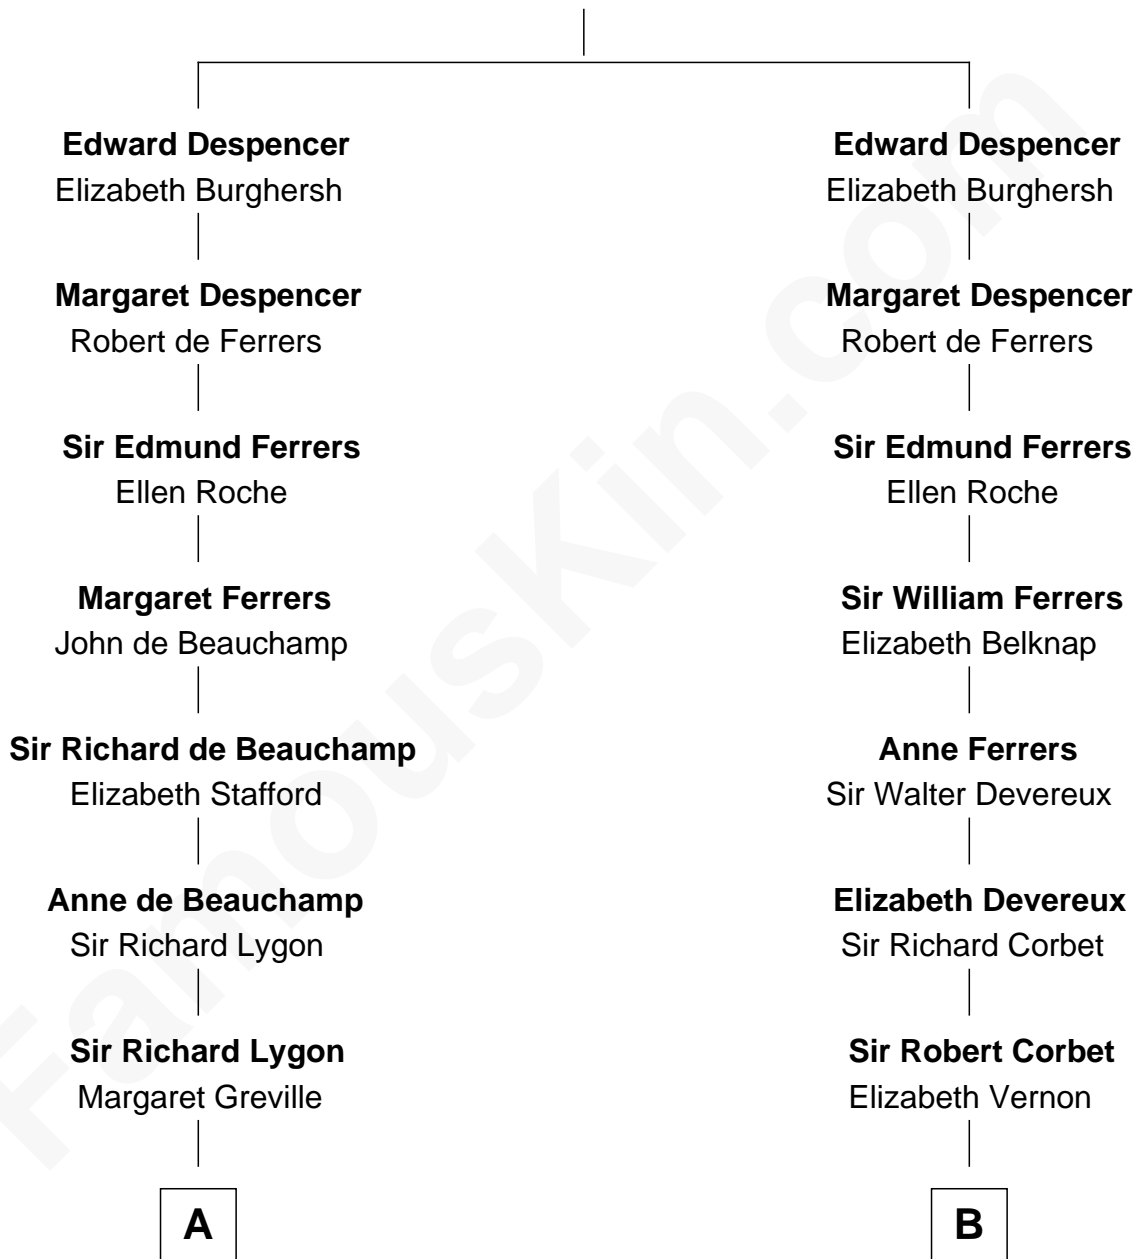 Edward Despencer
Elizabeth Burghersh
Margaret Despencer
Robert de Ferrers
Sir Edmund Ferrers
Ellen Roche
Margaret Ferrers
John de Beauchamp
Sir Richard de Beauchamp
Elizabeth Stafford
Anne de Beauchamp
Sir Richard Lygon
Sir Richard Lygon
Margaret Greville
A
Edward Despencer
Elizabeth Burghersh
Margaret Despencer
Robert de Ferrers
Sir Edmund Ferrers
Ellen Roche
Sir William Ferrers
Elizabeth Belknap
Anne Ferrers
Sir Walter Devereux
Elizabeth Devereux
Sir Richard Corbet
Sir Robert Corbet
Elizabeth Vernon
B
FamousKin.com